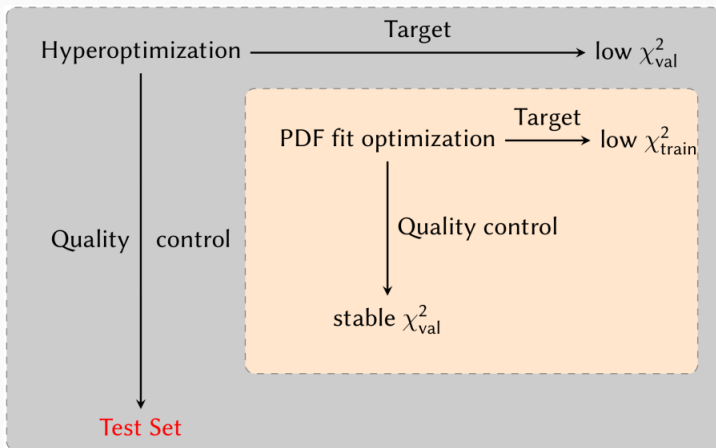 Target
Hyperoptimization
low χ²val
Target
PDF fit optimization
low χ²train
Quality control
Quality control
stable χ²val
Test Set